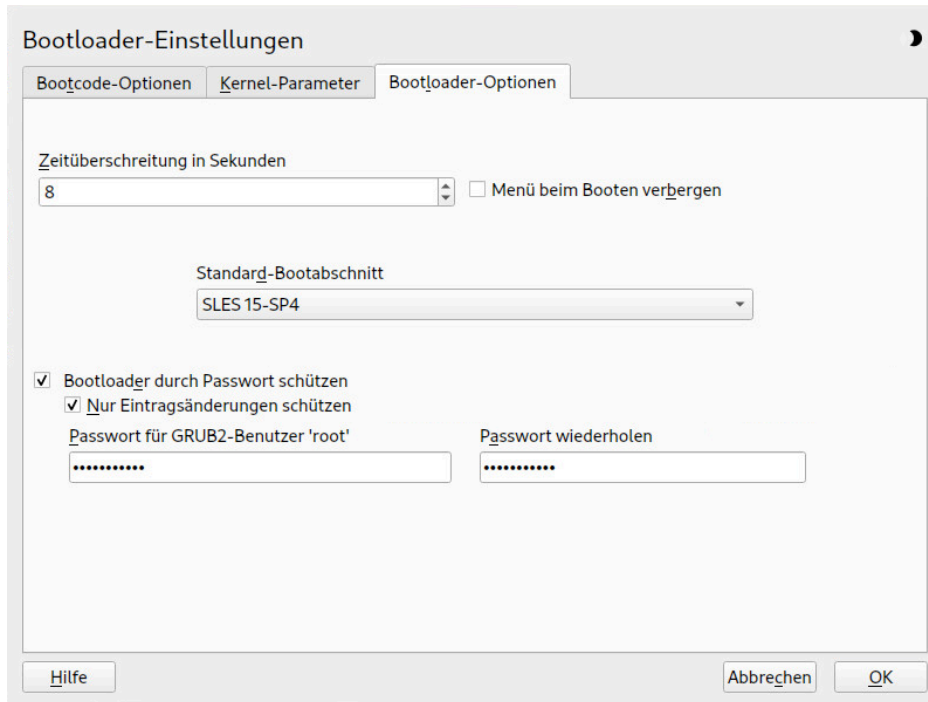 Bootloader-Einstellungen
Bootcode-Optionen Kernel-Parameter Bootloader-Optionen
Zeitüberschreitung in Sekunden
8 Menü beim Booten verbergen
Standard-Bootabschnitt
SLES 15-SP4
Bootloader durch Passwort schützen
Nur Eintragsänderungen schützen
Passwort für GRUB2-Benutzer 'root' Passwort wiederholen
••••••••••• •••••••••••
Hilfe Abbrechen OK